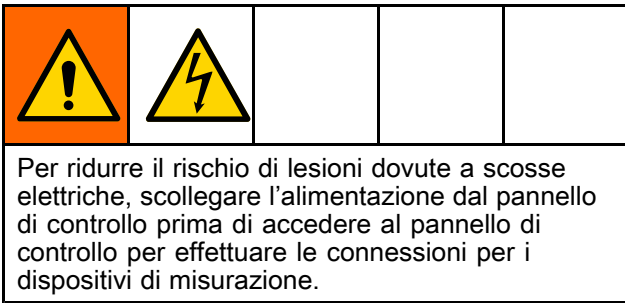 Per ridurre il rischio di lesioni dovute a scosse
elettriche, scollegare l'alimentazione dal pannello
di controllo prima di accedere al pannello di
controllo per effettuare le connessioni per i
dispositivi di misurazione.